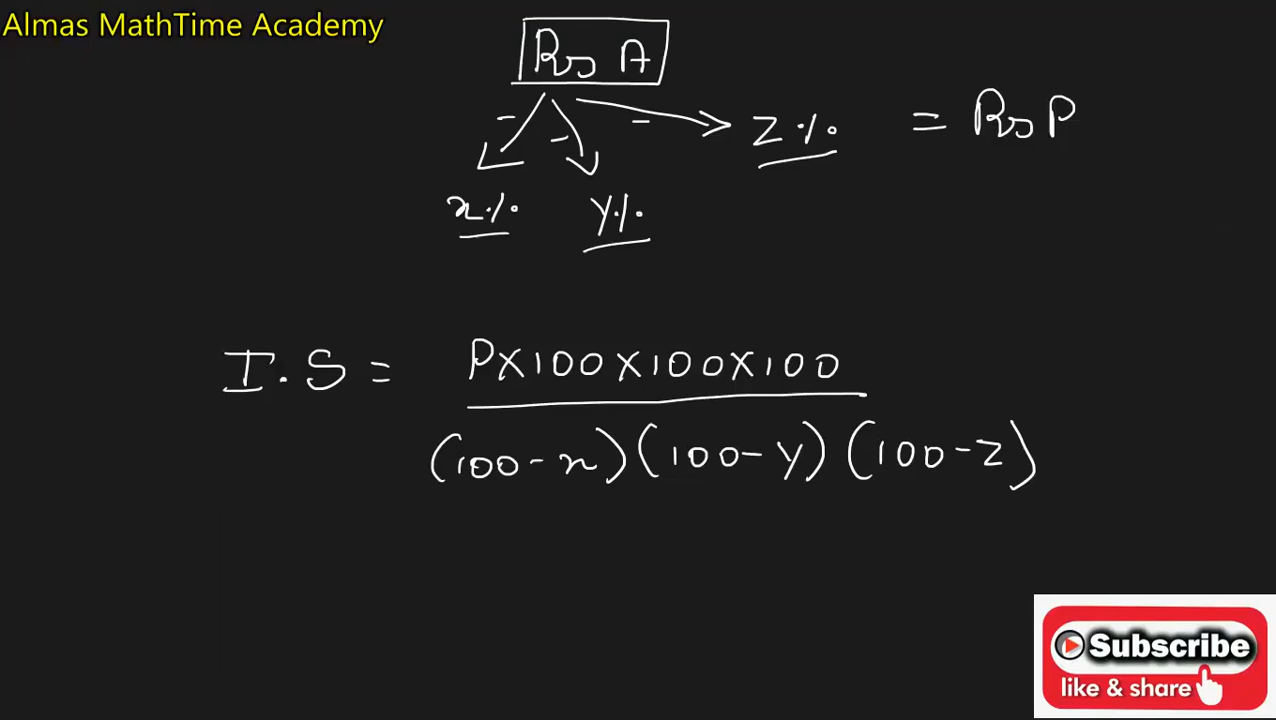 Almas MathTime Academy
Rs A
- - - Z% = Rs P
x% y%
I.S = P×100×100×100
(100-x)(100-y)(100-z)
Subscribe
like & share